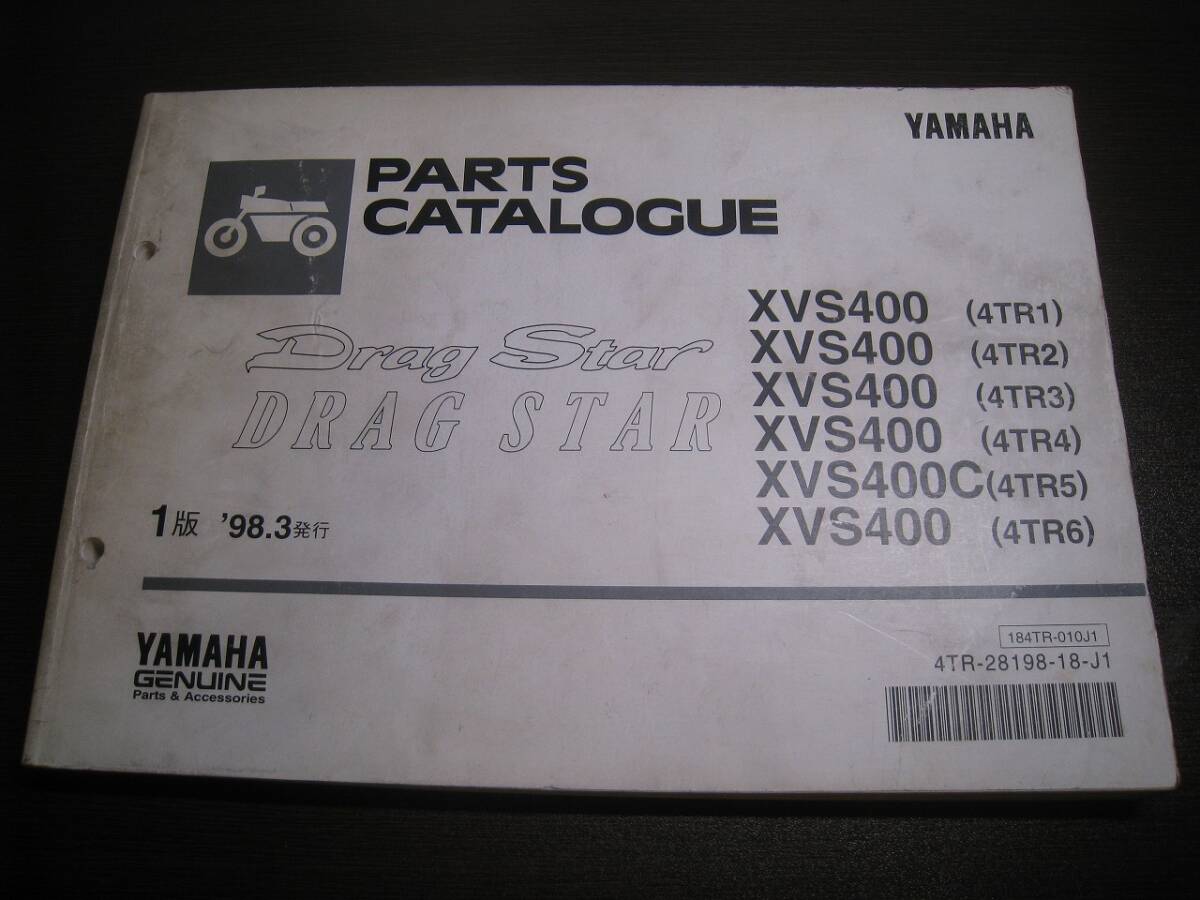 YAMAHA
PARTS
CATALOGUE
Drag Star
DRAG STAR
XVS400 (4TR1)
XVS400 (4TR2)
XVS400 (4TR3)
XVS400 (4TR4)
XVS400C(4TR5)
XVS400 (4TR6)
1版 '98.3発行
YAMAHA
GENUINE
Parts & Accessories
184TR-010J1
4TR-28198-18-J1